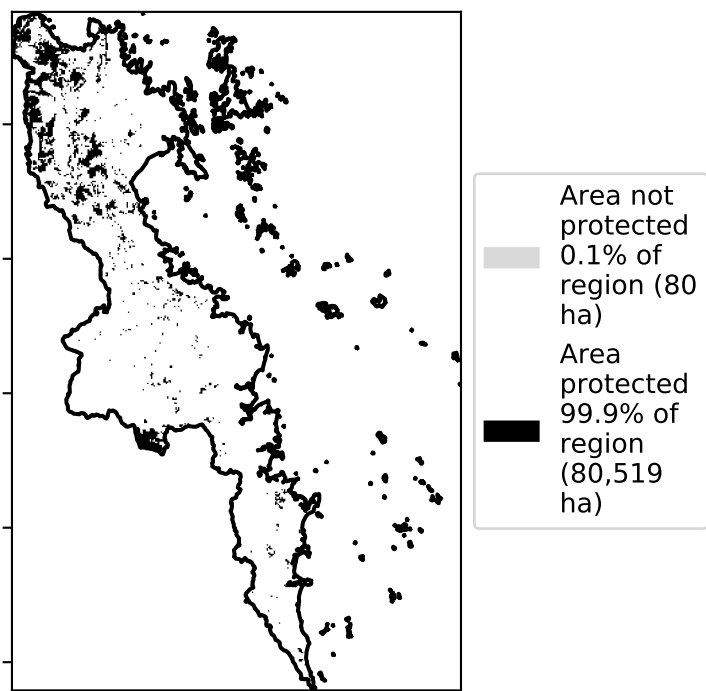 Area not
protected
0.1% of
region (80
ha)
Area
protected
99.9% of
region
(80,519
ha)